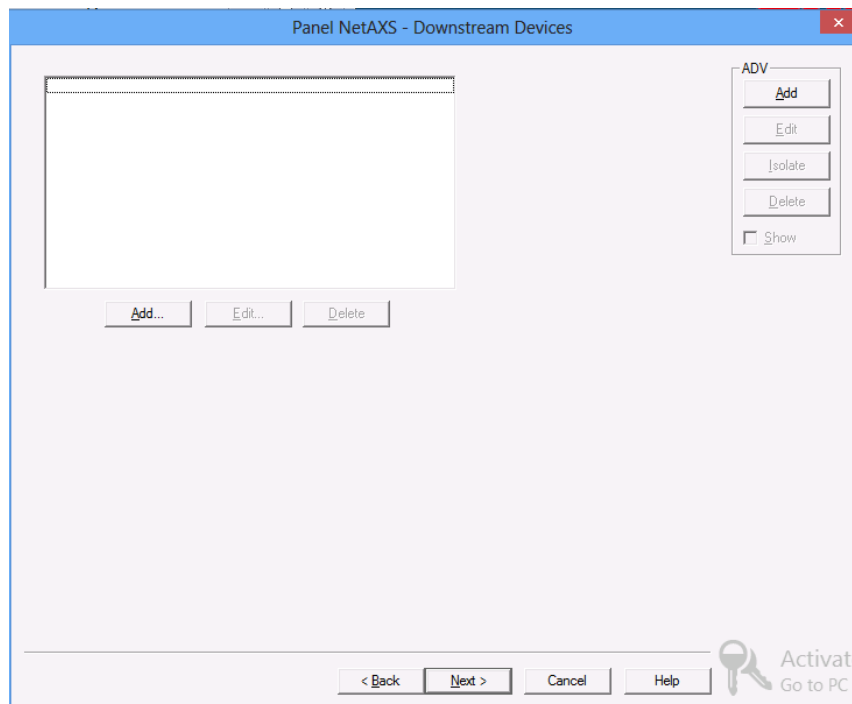 Panel NetAXS - Downstream Devices
ADV
Add
Edit
Isolate
Delete
Show
Add...
Edit...
Delete
< Back
Next >
Cancel
Help
Activat
Go to PC